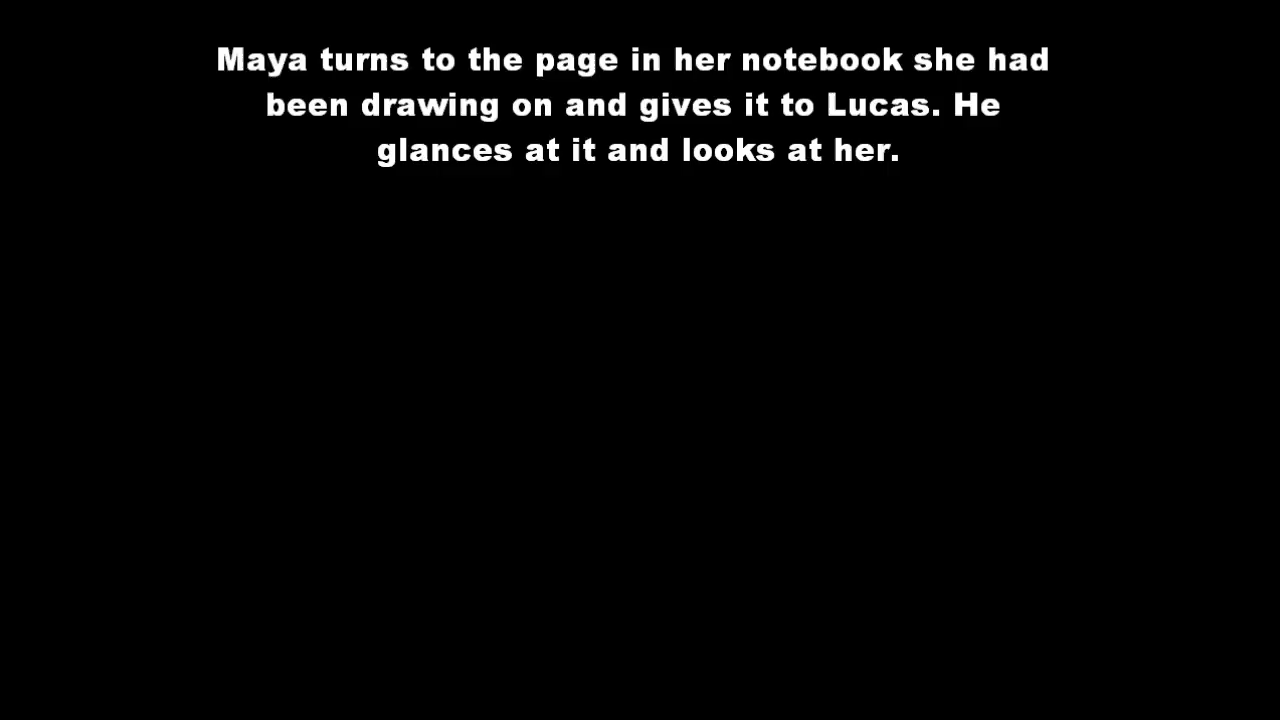 Maya turns to the page in her notebook she had
been drawing on and gives it to Lucas. He
glances at it and looks at her.